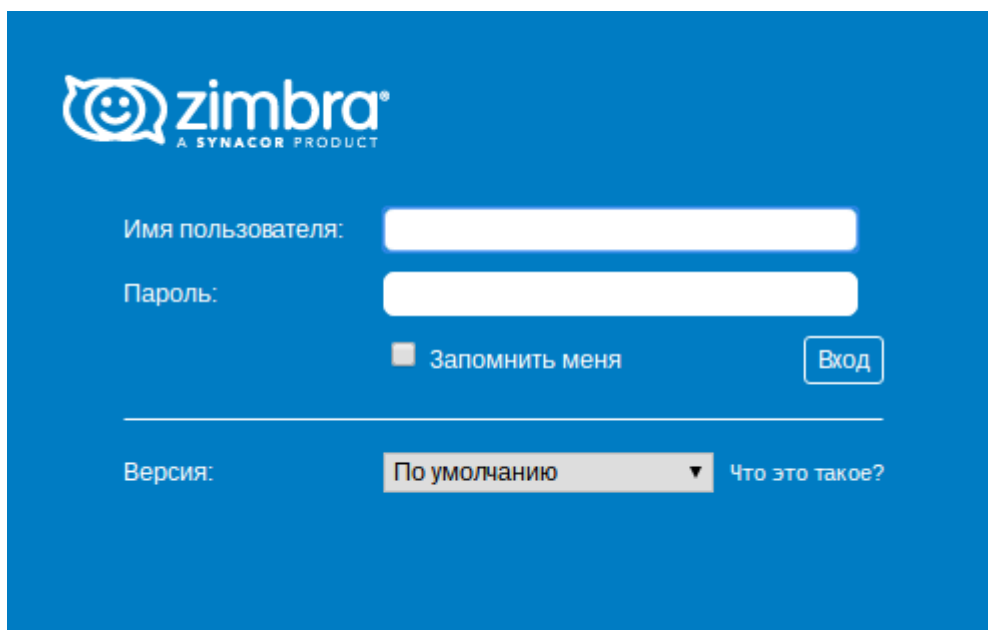 zimbra®
A SYNACOR PRODUCT
Имя пользователя:
Пароль:
Запомнить меня Вход
Версия: По умолчанию Что это такое?